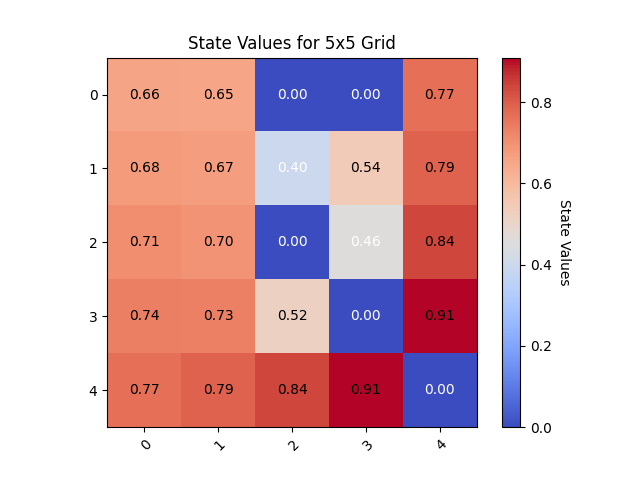 State Values for 5x5 Grid
0 0.66 0.65 0.00 0.00 0.77
1 0.68 0.67 0.40 0.54 0.79
2 0.71 0.70 0.00 0.46 0.84
3 0.74 0.73 0.52 0.00 0.91
4 0.77 0.79 0.84 0.91 0.00
0 1 2 3 4
0.8
0.6
0.4
0.2
0.0
State Values